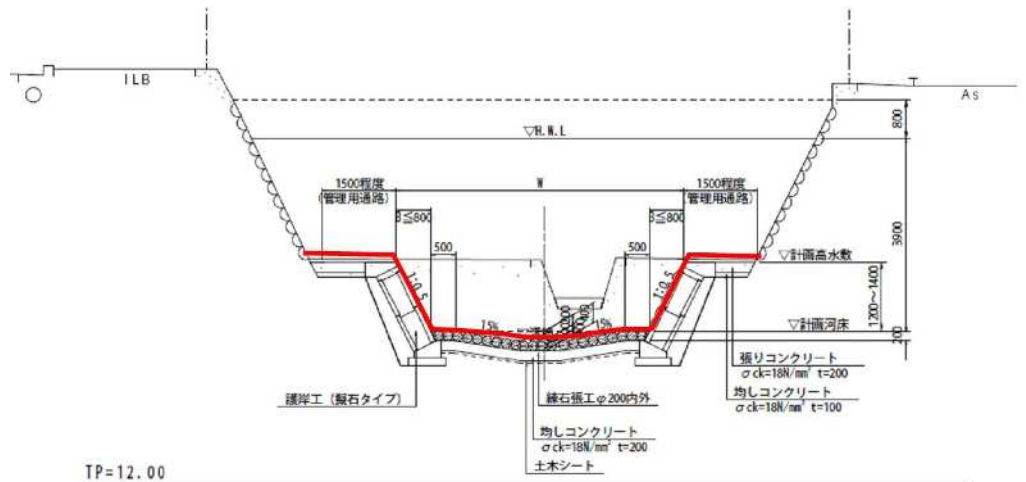 ILB
As
800
▽H.W.L
1500程度
(管理用通路)
W
1500程度
(管理用通路)
B≦800
B≦800
3900
500
500
▽計画高水敷
1:0.5
1:0.5
1200～1400
15%
15%
▽計画河床
200
張りコンクリート
σck=18N/mm² t=200
護岸工（擬石タイプ）
練石張工φ200内外
均しコンクリート
σck=18N/mm² t=100
均しコンクリート
σck=18N/mm² t=200
土木シート
TP=12.00